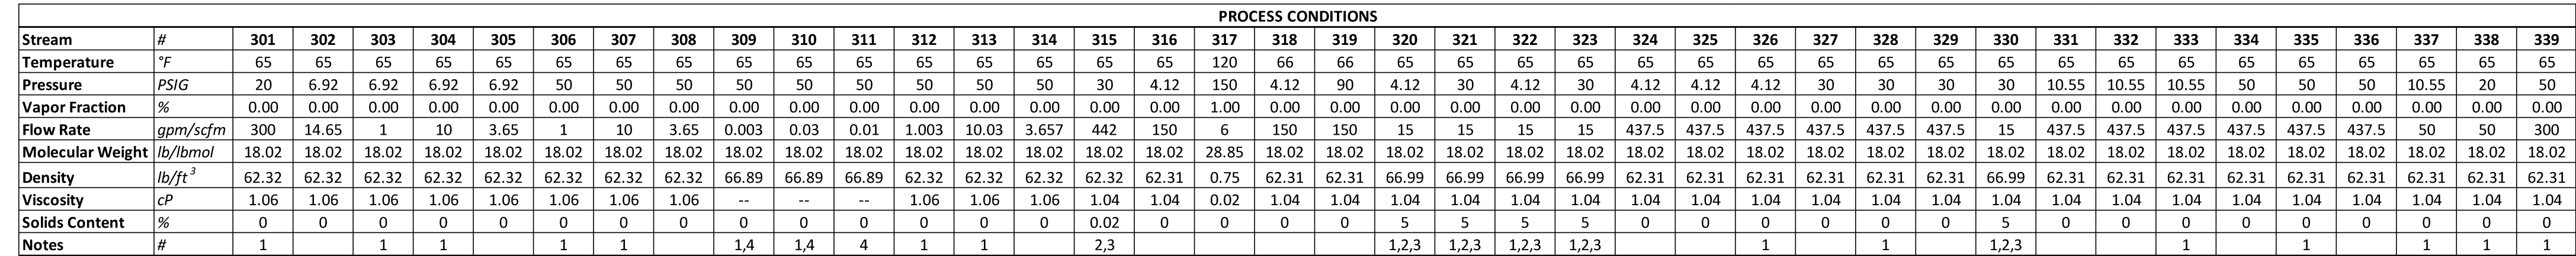 PROCESS CONDITIONS
Stream # 301 302 303 304 305 306 307 308 309 310 311 312 313 314 315 316 317 318 319 320 321 322 323 324 325 326 327 328 329 330 331 332 333 334 335 336 337 338 339
Temperature °F 65 65 65 65 65 65 65 65 65 65 65 65 65 65 65 65 120 66 66 65 65 65 65 65 65 65 65 65 65 65 65 65 65 65 65 65 65 65 65
Pressure PSIG 20 6.92 6.92 6.92 6.92 50 50 50 50 50 50 50 50 50 30 4.12 150 4.12 90 4.12 30 4.12 30 4.12 4.12 4.12 30 30 30 30 10.55 10.55 10.55 50 50 50 10.55 20 50
Vapor Fraction % 0.00 0.00 0.00 0.00 0.00 0.00 0.00 0.00 0.00 0.00 0.00 0.00 0.00 0.00 0.00 0.00 1.00 0.00 0.00 0.00 0.00 0.00 0.00 0.00 0.00 0.00 0.00 0.00 0.00 0.00 0.00 0.00 0.00 0.00 0.00 0.00 0.00 0.00 0.00
Flow Rate gpm/scfm 300 14.65 1 10 3.65 1 10 3.65 0.003 0.03 0.01 1.003 10.03 3.657 442 150 6 150 150 15 15 15 15 437.5 437.5 437.5 437.5 437.5 437.5 15 437.5 437.5 437.5 437.5 437.5 437.5 50 50 300
Molecular Weight lb/lbmol 18.02 18.02 18.02 18.02 18.02 18.02 18.02 18.02 18.02 18.02 18.02 18.02 18.02 18.02 18.02 18.02 28.85 18.02 18.02 18.02 18.02 18.02 18.02 18.02 18.02 18.02 18.02 18.02 18.02 18.02 18.02 18.02 18.02 18.02 18.02 18.02 18.02 18.02 18.02
Density lb/ft³ 62.32 62.32 62.32 62.32 62.32 62.32 62.32 62.32 66.89 66.89 66.89 62.32 62.32 62.32 62.32 62.31 0.75 62.31 62.31 66.99 66.99 66.99 66.99 62.31 62.31 62.31 62.31 62.31 62.31 66.99 62.31 62.31 62.31 62.31 62.31 62.31 62.31 62.31 62.31
Viscosity cP 1.06 1.06 1.06 1.06 1.06 1.06 1.06 1.06 -- -- -- 1.06 1.06 1.06 1.04 1.04 0.02 1.04 1.04 1.04 1.04 1.04 1.04 1.04 1.04 1.04 1.04 1.04 1.04 1.04 1.04 1.04 1.04 1.04 1.04 1.04 1.04 1.04 1.04
Solids Content % 0 0 0 0 0 0 0 0 0 0 0 0 0 0 0.02 0 0 0 0 5 5 5 5 0 0 0 0 0 0 5 0 0 0 0 0 0 0 0 0
Notes # 1 1 1 1 1 1,4 1,4 4 1 1 2,3 1,2,3 1,2,3 1,2,3 1,2,3 1 1 1,2,3 1 1 1 1 1